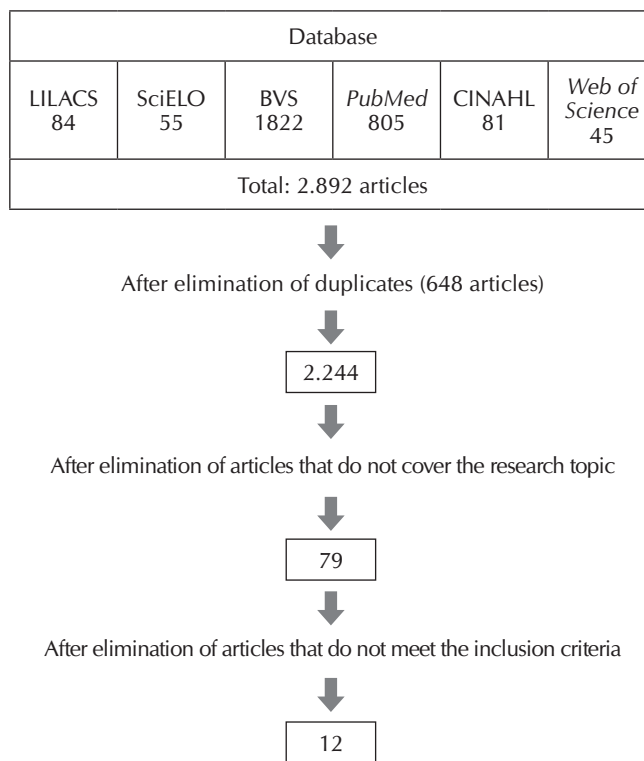 Database
LILACS
84
SciELO
55
BVS
1822
PubMed
805
CINAHL
81
Web of
Science
45
Total: 2.892 articles
After elimination of duplicates (648 articles)
2.244
After elimination of articles that do not cover the research topic
79
After elimination of articles that do not meet the inclusion criteria
12